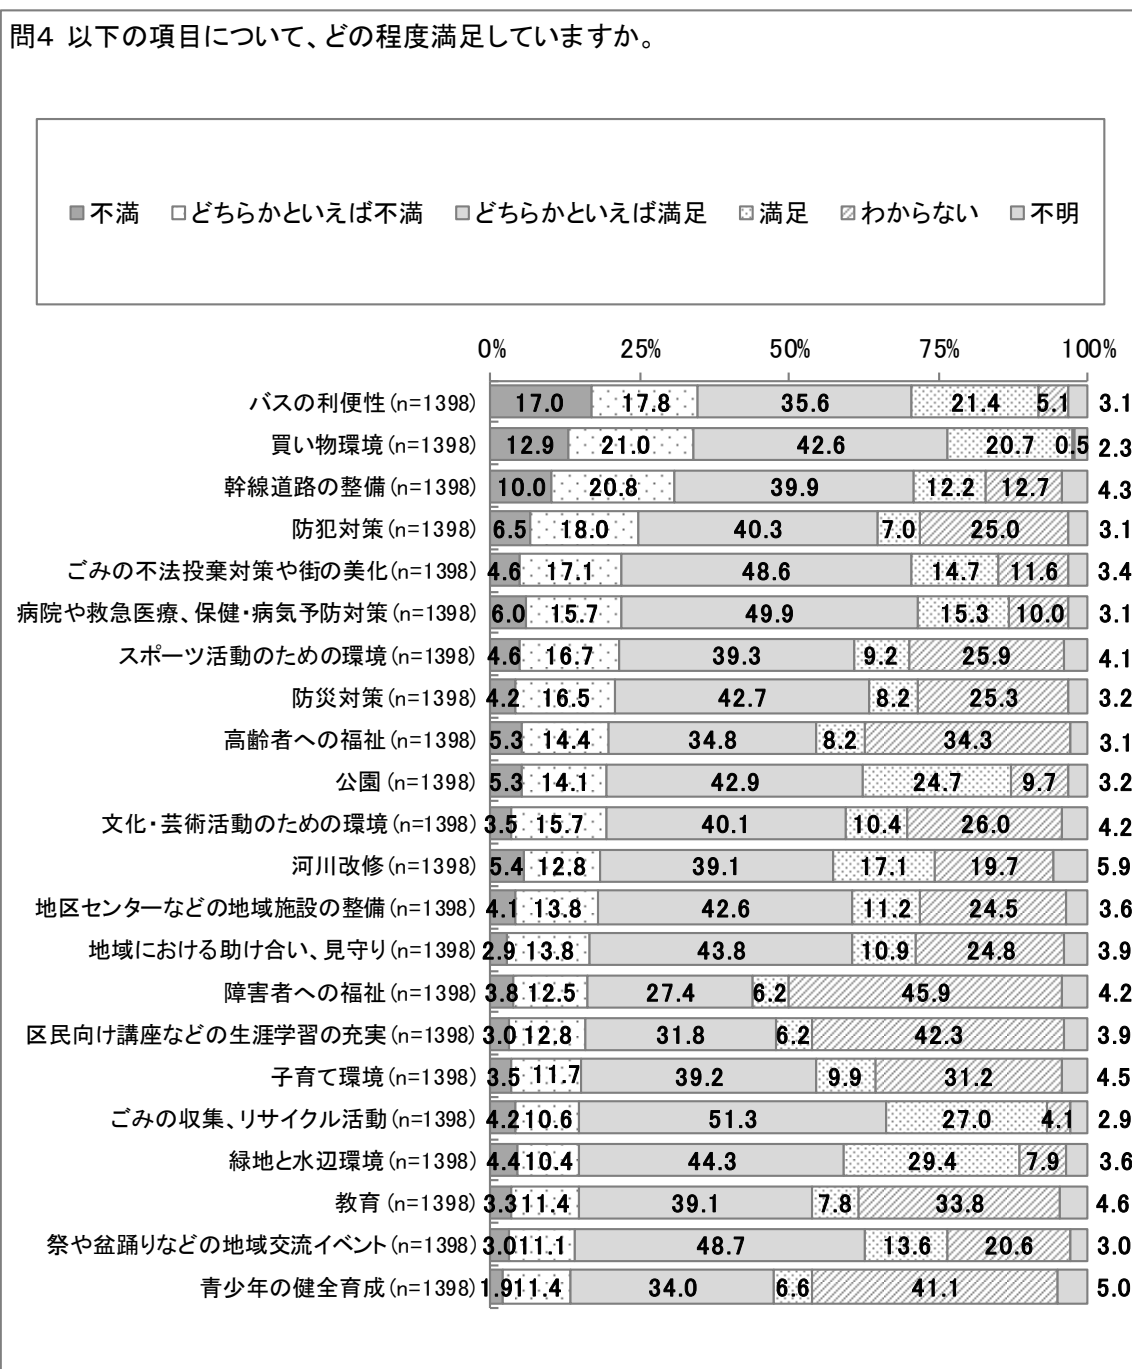 問4 以下の項目について、どの程度満足していますか。
不満 どちらかといえば不満 どちらかといえば満足 満足 わからない 不明
0% 25% 50% 75% 100%
バスの利便性(n=1398) 17.0 17.8 35.6 21.4 5.1 3.1
買い物環境(n=1398) 12.9 21.0 42.6 20.7 0.5 2.3
幹線道路の整備(n=1398) 10.0 20.8 39.9 12.2 12.7 4.3
防犯対策(n=1398) 6.5 18.0 40.3 7.0 25.0 3.1
ごみの不法投棄対策や街の美化(n=1398) 4.6 17.1 48.6 14.7 11.6 3.4
病院や救急医療、保健・病気予防対策(n=1398) 6.0 15.7 49.9 15.3 10.0 3.1
スポーツ活動のための環境(n=1398) 4.6 16.7 39.3 9.2 25.9 4.1
防災対策(n=1398) 4.2 16.5 42.7 8.2 25.3 3.2
高齢者への福祉(n=1398) 5.3 14.4 34.8 8.2 34.3 3.1
公園(n=1398) 5.3 14.1 42.9 24.7 9.7 3.2
文化・芸術活動のための環境(n=1398) 3.5 15.7 40.1 10.4 26.0 4.2
河川改修(n=1398) 5.4 12.8 39.1 17.1 19.7 5.9
地区センターなどの地域施設の整備(n=1398) 4.1 13.8 42.6 11.2 24.5 3.6
地域における助け合い、見守り(n=1398) 2.9 13.8 43.8 10.9 24.8 3.9
障害者への福祉(n=1398) 3.8 12.5 27.4 6.2 45.9 4.2
区民向け講座などの生涯学習の充実(n=1398) 3.0 12.8 31.8 6.2 42.3 3.9
子育て環境(n=1398) 3.5 11.7 39.2 9.9 31.2 4.5
ごみの収集、リサイクル活動(n=1398) 4.2 10.6 51.3 27.0 4.1 2.9
緑地と水辺環境(n=1398) 4.4 10.4 44.3 29.4 7.9 3.6
教育(n=1398) 3.3 11.4 39.1 7.8 33.8 4.6
祭や盆踊りなどの地域交流イベント(n=1398) 3.0 11.1 48.7 13.6 20.6 3.0
青少年の健全育成(n=1398) 1.9 11.4 34.0 6.6 41.1 5.0